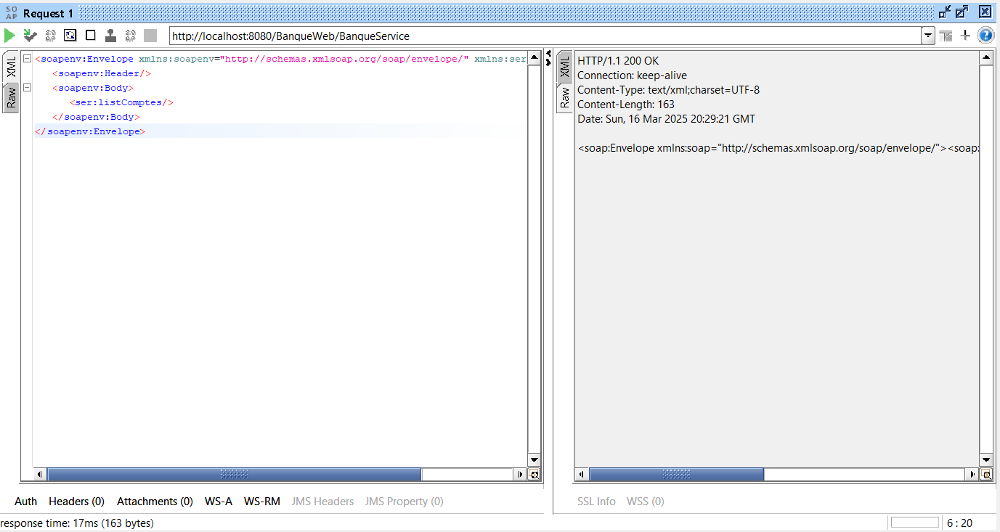 SO
AP
Request 1
http://localhost:8080/BanqueWeb/BanqueService
XML
Raw
<soapenv:Envelope xmlns:soapenv="http://schemas.xmlsoap.org/soap/envelope/" xmlns:ser
<soapenv:Header/>
<soapenv:Body>
<ser:listComptes/>
</soapenv:Body>
</soapenv:Envelope>
XML
Raw
HTTP/1.1 200 OK
Connection: keep-alive
Content-Type: text/xml;charset=UTF-8
Content-Length: 163
Date: Sun, 16 Mar 2025 20:29:21 GMT
<soap:Envelope xmlns:soap="http://schemas.xmlsoap.org/soap/envelope/"><soap:
Auth Headers (0) Attachments (0) WS-A WS-RM JMS Headers JMS Property (0)
SSL Info WSS (0)
response time: 17ms (163 bytes)
6 : 20